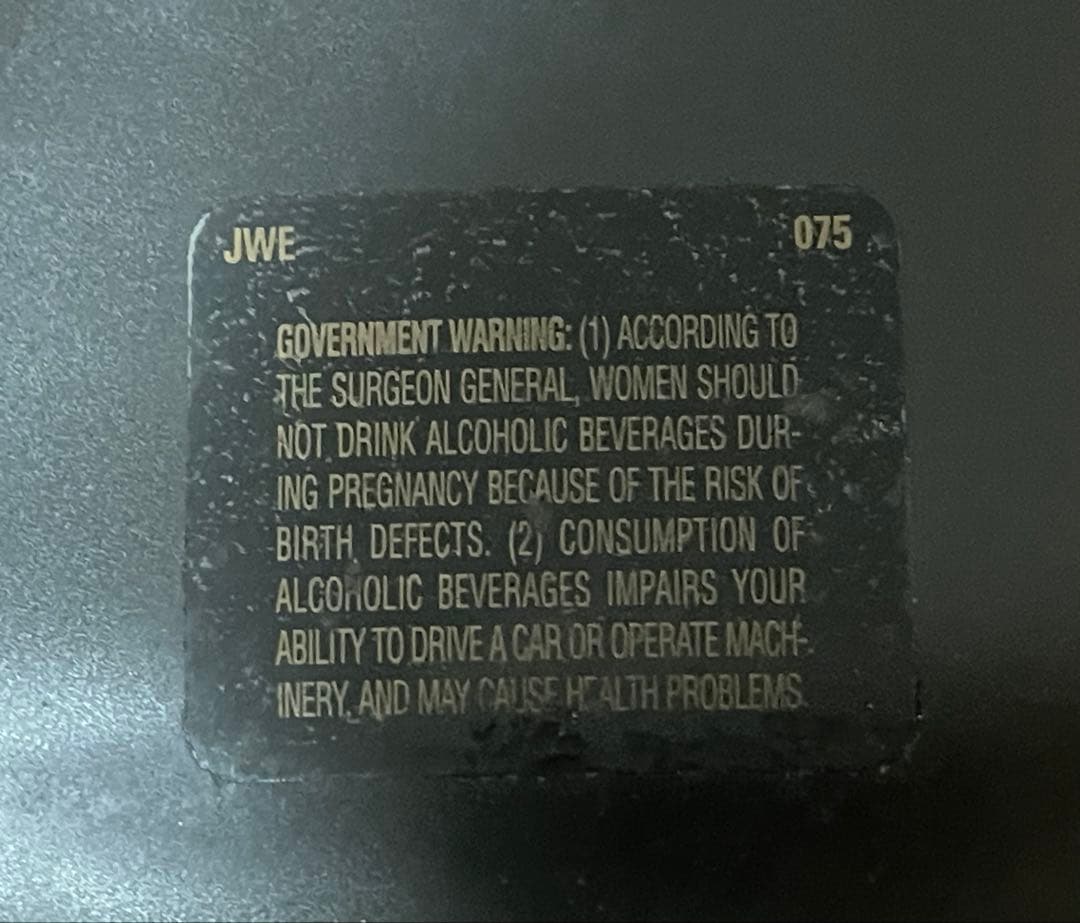 JWE 075
GOVERNMENT WARNING: (1) ACCORDING TO
THE SURGEON GENERAL, WOMEN SHOULD
NOT DRINK ALCOHOLIC BEVERAGES DUR-
ING PREGNANCY BECAUSE OF THE RISK OF
BIRTH DEFECTS. (2) CONSUMPTION OF
ALCOHOLIC BEVERAGES IMPAIRS YOUR
ABILITY TO DRIVE A CAR OR OPERATE MACH-
INERY, AND MAY CAUSE HEALTH PROBLEMS.